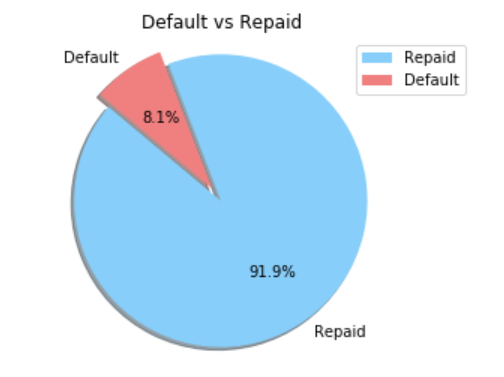 Default vs Repaid
Default
Repaid
Default
8.1%
91.9%
Repaid